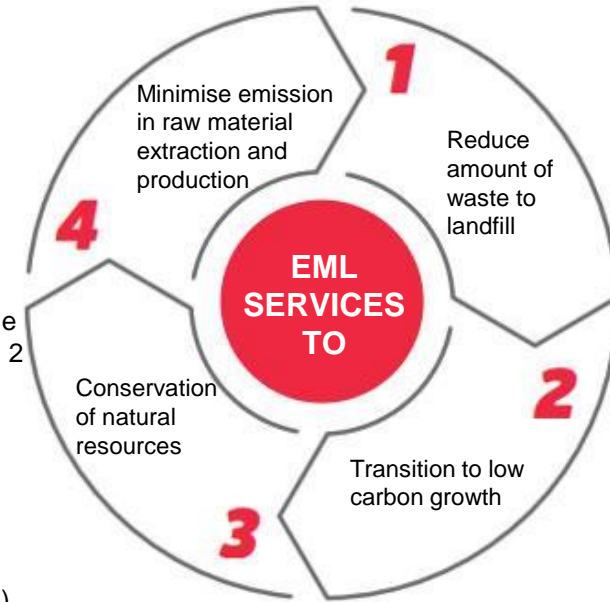 1
Reduce
amount of
waste to
landfill
2
Transition to low
carbon growth
3
Conservation
of natural
resources
4
Minimise emission
in raw material
extraction and
production
EML
SERVICES
TO
e
2
)